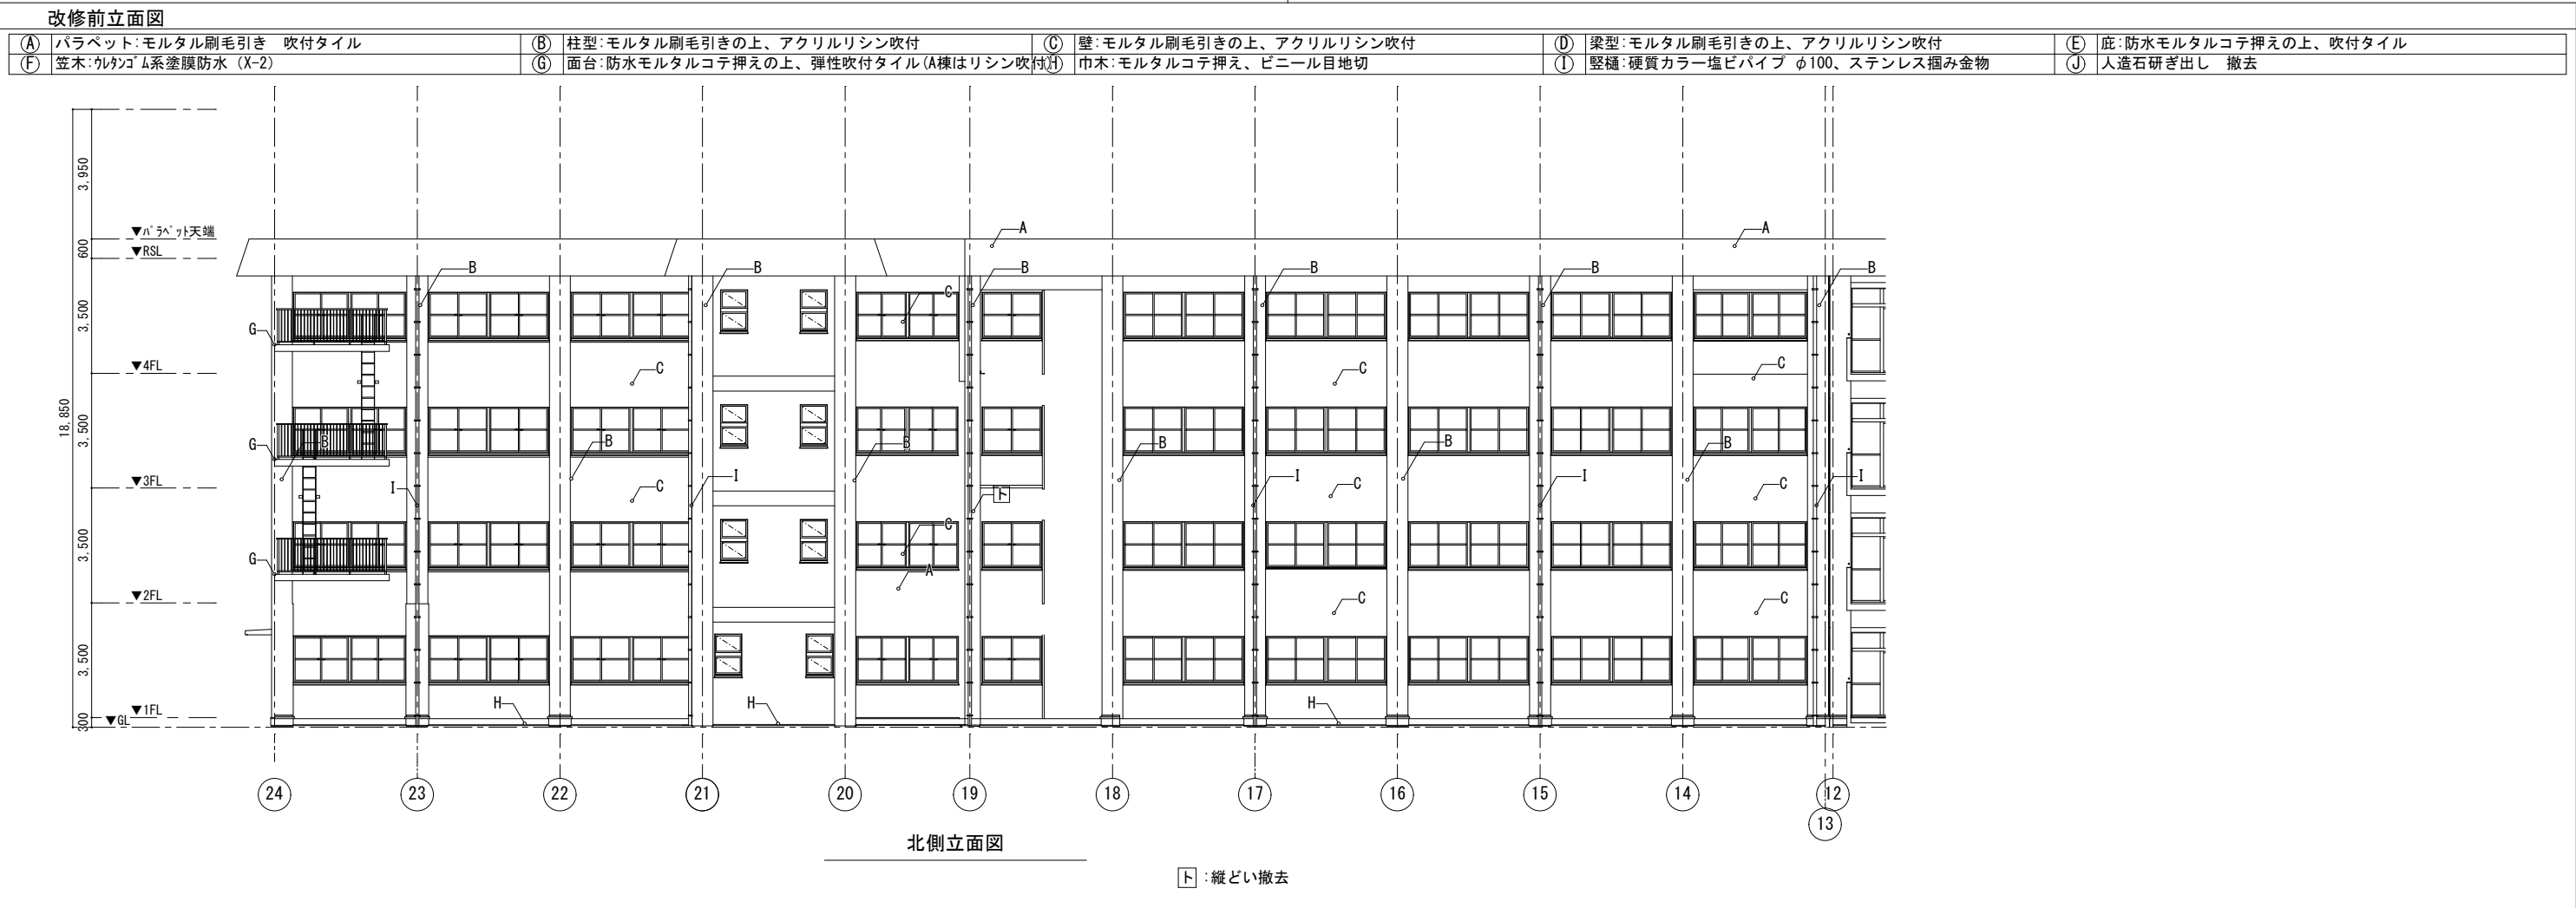 改修前立面図
Ⓐ パラペット:モルタル刷毛引き 吹付タイル Ⓑ 柱型:モルタル刷毛引きの上、アクリルリシン吹付 Ⓒ 壁:モルタル刷毛引きの上、アクリルリシン吹付 Ⓓ 梁型:モルタル刷毛引きの上、アクリルリシン吹付 Ⓔ 庇:防水モルタルコテ押えの上、吹付タイル
Ⓕ 笠木:ウレタンゴム系塗膜防水 (X-2) Ⓖ 面台:防水モルタルコテ押えの上、弾性吹付タイル(A棟はリシン吹付) Ⓗ 巾木:モルタルコテ押え、ビニール目地切 Ⓘ 竪樋:硬質カラー塩ビパイプ φ100、ステンレス掴み金物 Ⓙ 人造石研ぎ出し 撤去
3,950
A A
▼パラペット天端
600
▼RSL
B B B B B B
C
3,500
G
▼4FL
C C C
18,850
3,500
G B B B B B B
▼3FL
I I I I I
C C C
ト
3,500
C
G
A
▼2FL
C C
3,500
H H H
▼1FL
300
▼GL
24 23 22 21 20 19 18 17 16 15 14 12
13
北側立面図
ト:縦どい撤去